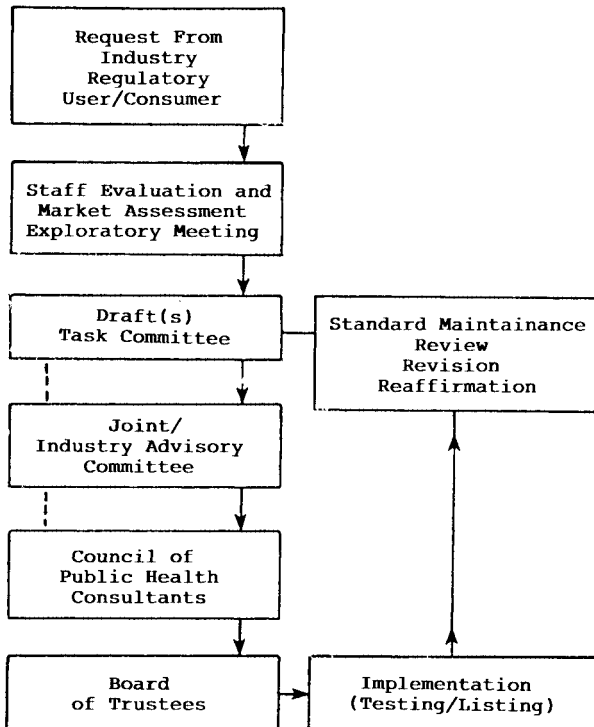 Request From
Industry
Regulatory
User/Consumer
Staff Evaluation and
Market Assessment
Exploratory Meeting
Draft(s)
Task Committee
Standard Maintainance
Review
Revision
Reaffirmation
Joint/
Industry Advisory
Committee
Council of
Public Health
Consultants
Board
of Trustees
Implementation
(Testing/Listing)